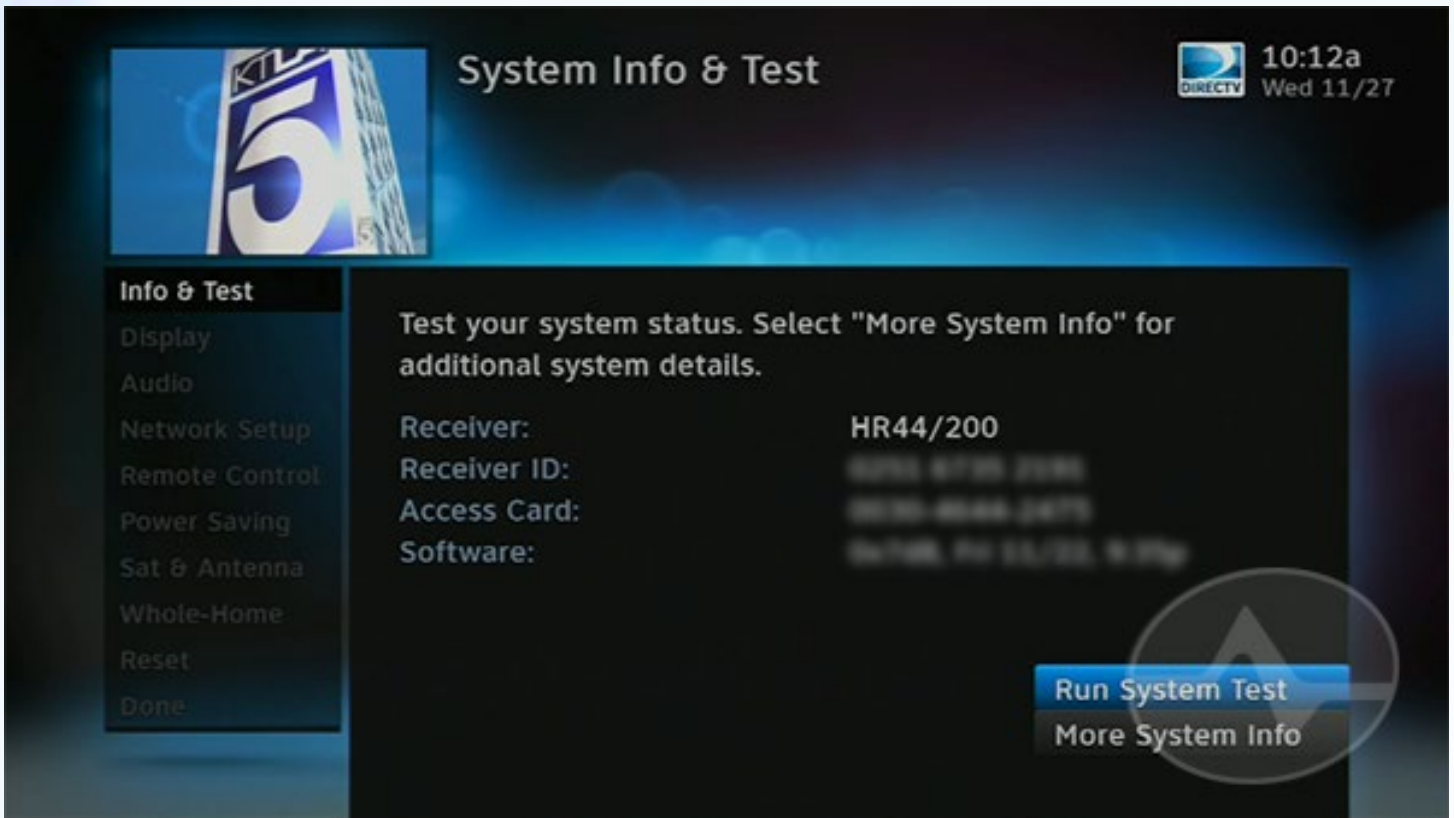 KTLA
5
System Info & Test
DIRECTV
10:12a
Wed 11/27
Info & Test
Display
Audio
Network Setup
Remote Control
Power Saving
Sat & Antenna
Whole-Home
Reset
Done
Test your system status. Select "More System Info" for
additional system details.
Receiver: HR44/200
Receiver ID:
Access Card:
Software:
Run System Test
More System Info